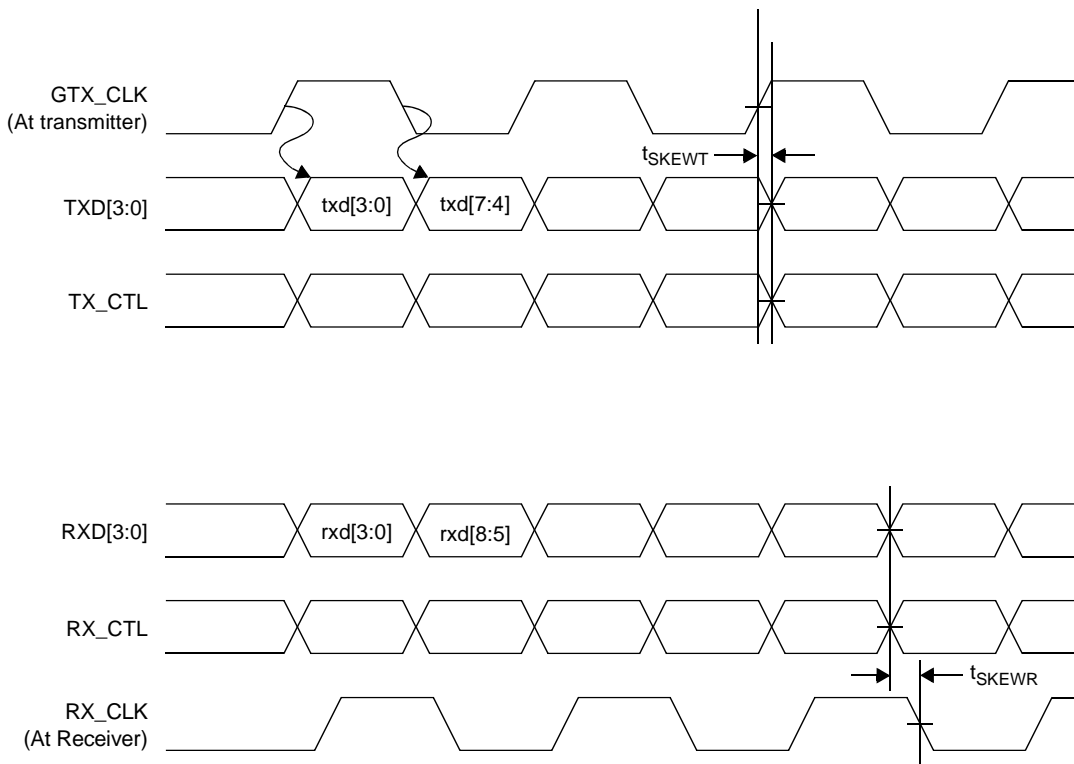 GTX_CLK
(At transmitter)
tSKEWT
TXD[3:0]
txd[3:0]
txd[7:4]
TX_CTL
RXD[3:0]
rxd[3:0]
rxd[8:5]
RX_CTL
tSKEWR
RX_CLK
(At Receiver)